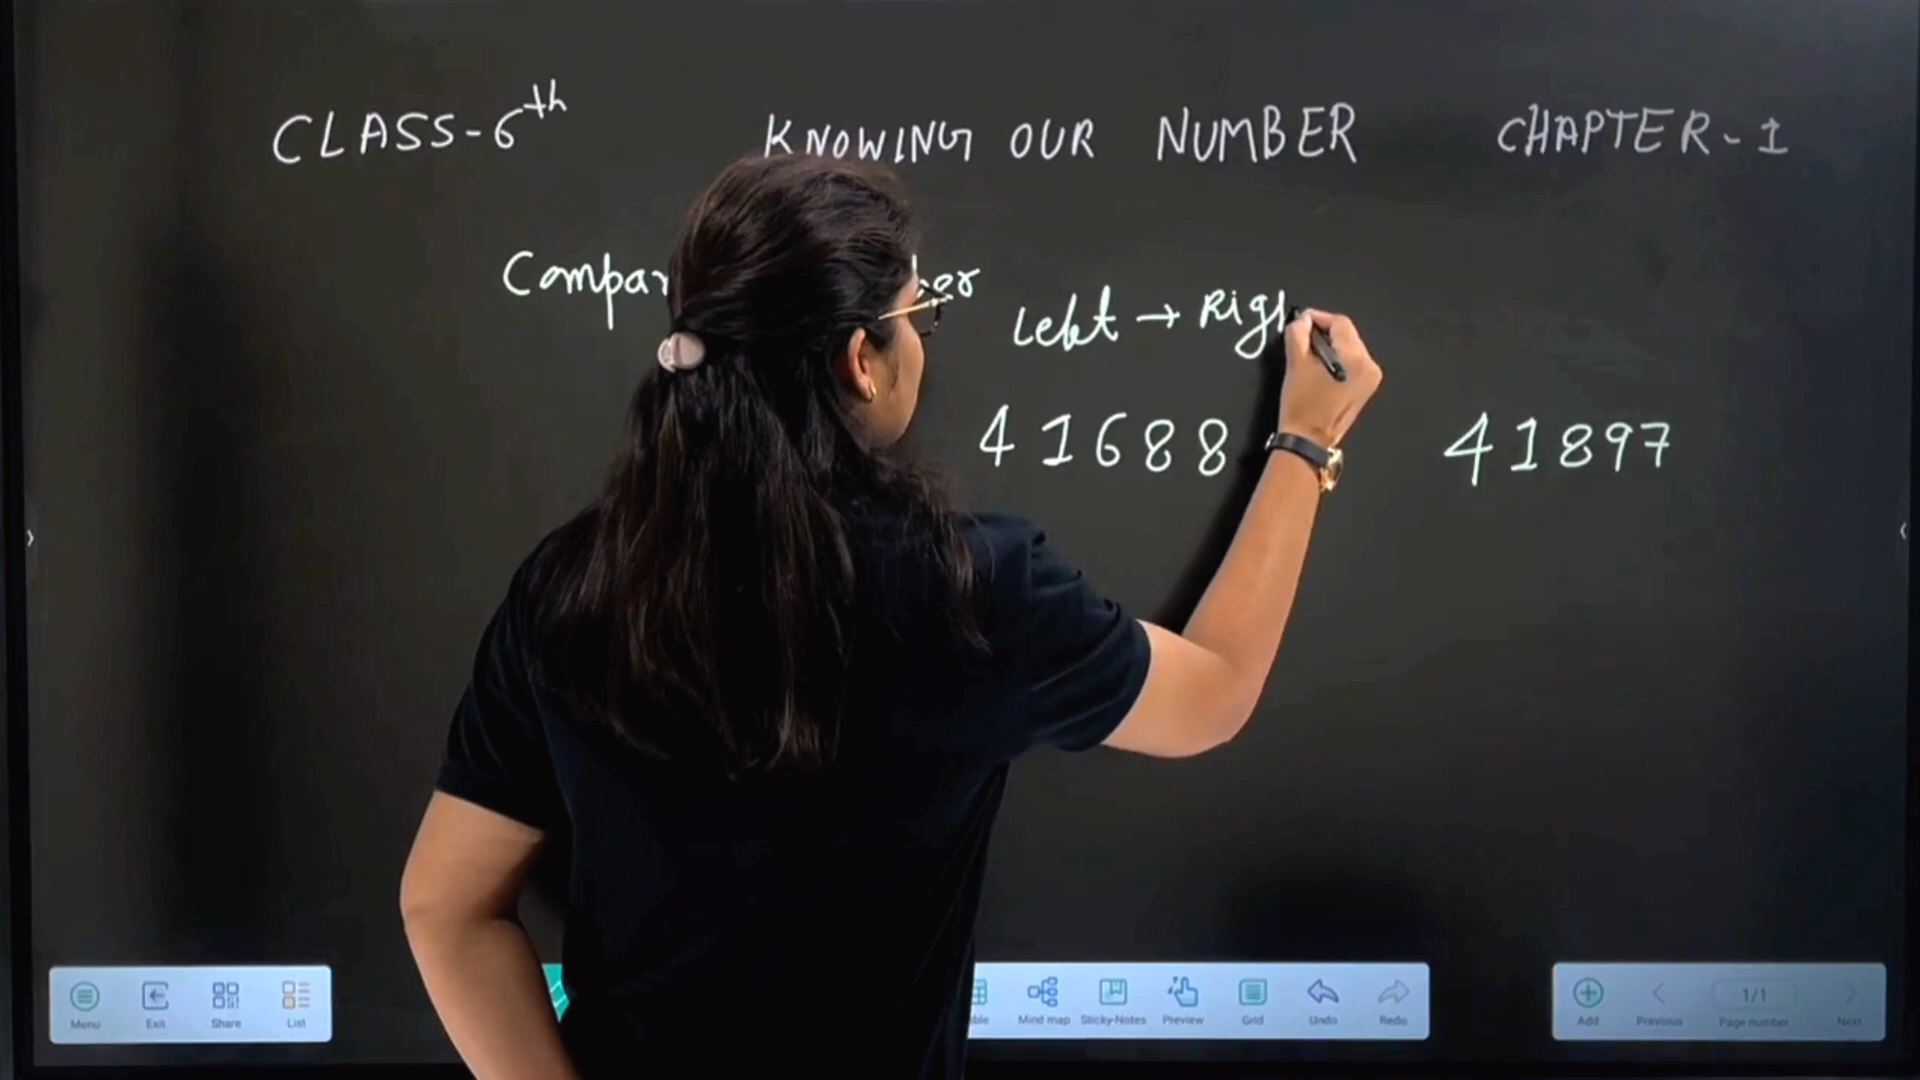 CLASS-6th KNOWING OUR NUMBER CHAPTER-1
Left → Righ
41688 41897
Menu Exit Share List Mind map Sticky-Notes Preview Grid Undo Redo Add Previous 1/1 Page number Next